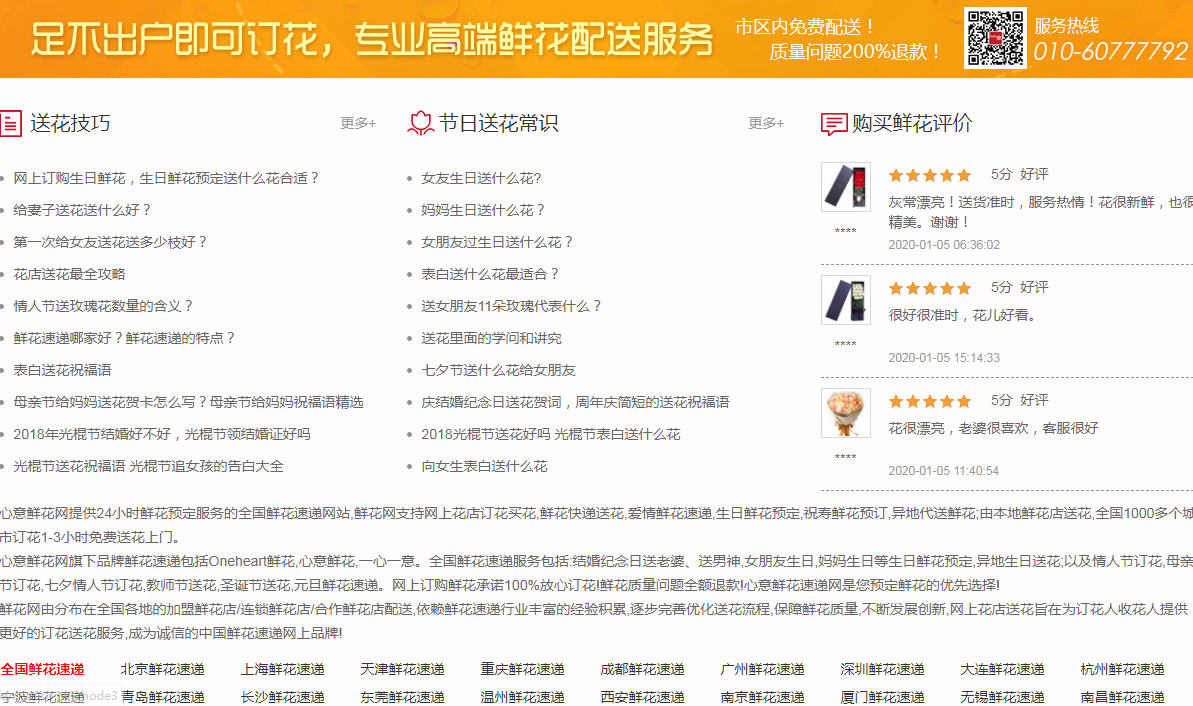 足不出户即可订花，专业高端鲜花配送服务
市区内免费配送！
质量问题200%退款！
服务热线
010-60777792
送花技巧
更多+
网上订购生日鲜花，生日鲜花预定送什么花合适？
给妻子送花送什么好？
第一次给女友送花送多少枝好？
花店送花最全攻略
情人节送玫瑰花数量的含义？
鲜花速递哪家好？鲜花速递的特点？
表白送花祝福语
母亲节给妈妈送花贺卡怎么写？母亲节给妈妈祝福语精选
2018年光棍节结婚好不好，光棍节领结婚证好吗
光棍节送花祝福语 光棍节追女孩的告白大全
节日送花常识
更多+
女友生日送什么花?
妈妈生日送什么花？
女朋友过生日送什么花？
表白送什么花最适合？
送女朋友11朵玫瑰代表什么？
送花里面的学问和讲究
七夕节送什么花给女朋友
庆结婚纪念日送花贺词，周年庆简短的送花祝福语
2018光棍节送花好吗 光棍节表白送什么花
向女生表白送什么花
购买鲜花评价
5分 好评
灰常漂亮！送货准时，服务热情！花很新鲜，也很
精美。谢谢！
****
2020-01-05 06:36:02
5分 好评
很好很准时，花儿好看。
****
2020-01-05 15:14:33
5分 好评
花很漂亮，老婆很喜欢，客服很好
****
2020-01-05 11:40:54
心意鲜花网提供24小时鲜花预定服务的全国鲜花速递网站,鲜花网支持网上花店订花买花,鲜花快递送花,爱情鲜花速递,生日鲜花预定,祝寿鲜花预订,异地代送鲜花;由本地鲜花店送花,全国1000多个城
市订花1-3小时免费送花上门。
心意鲜花网旗下品牌鲜花速递包括Oneheart鲜花,心意鲜花,一心一意。全国鲜花速递服务包括:结婚纪念日送老婆、送男神,女朋友生日,妈妈生日等生日鲜花预定,异地生日送花;以及情人节订花,母亲
节订花,七夕情人节订花,教师节送花,圣诞节送花,元旦鲜花速递。网上订购鲜花承诺100%放心订花!鲜花质量问题全额退款!心意鲜花速递网是您预定鲜花的优先选择!
鲜花网由分布在全国各地的加盟鲜花店/连锁鲜花店/合作鲜花店配送,依赖鲜花速递行业丰富的经验积累,逐步完善优化送花流程,保障鲜花质量,不断发展创新,网上花店送花旨在为订花人收花人提供
更好的订花送花服务,成为诚信的中国鲜花速递网上品牌!
全国鲜花速递 北京鲜花速递 上海鲜花速递 天津鲜花速递 重庆鲜花速递 成都鲜花速递 广州鲜花速递 深圳鲜花速递 大连鲜花速递 杭州鲜花速递
宁波鲜花速递 青岛鲜花速递 长沙鲜花速递 东莞鲜花速递 温州鲜花速递 西安鲜花速递 南京鲜花速递 厦门鲜花速递 无锡鲜花速递 南昌鲜花速递